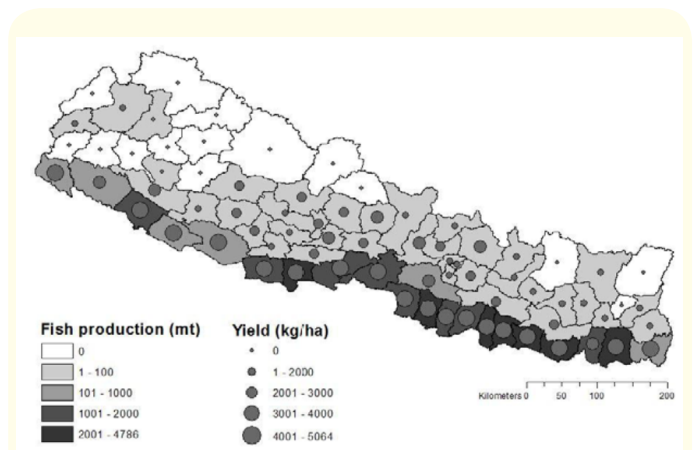 Fish production (mt)
0
1 - 100
101 - 1000
1001 - 2000
2001 - 4786
Yield (kg/ha)
0
1 - 2000
2001 - 3000
3001 - 4000
4001 - 5064
Kilometers 0 50 100 200